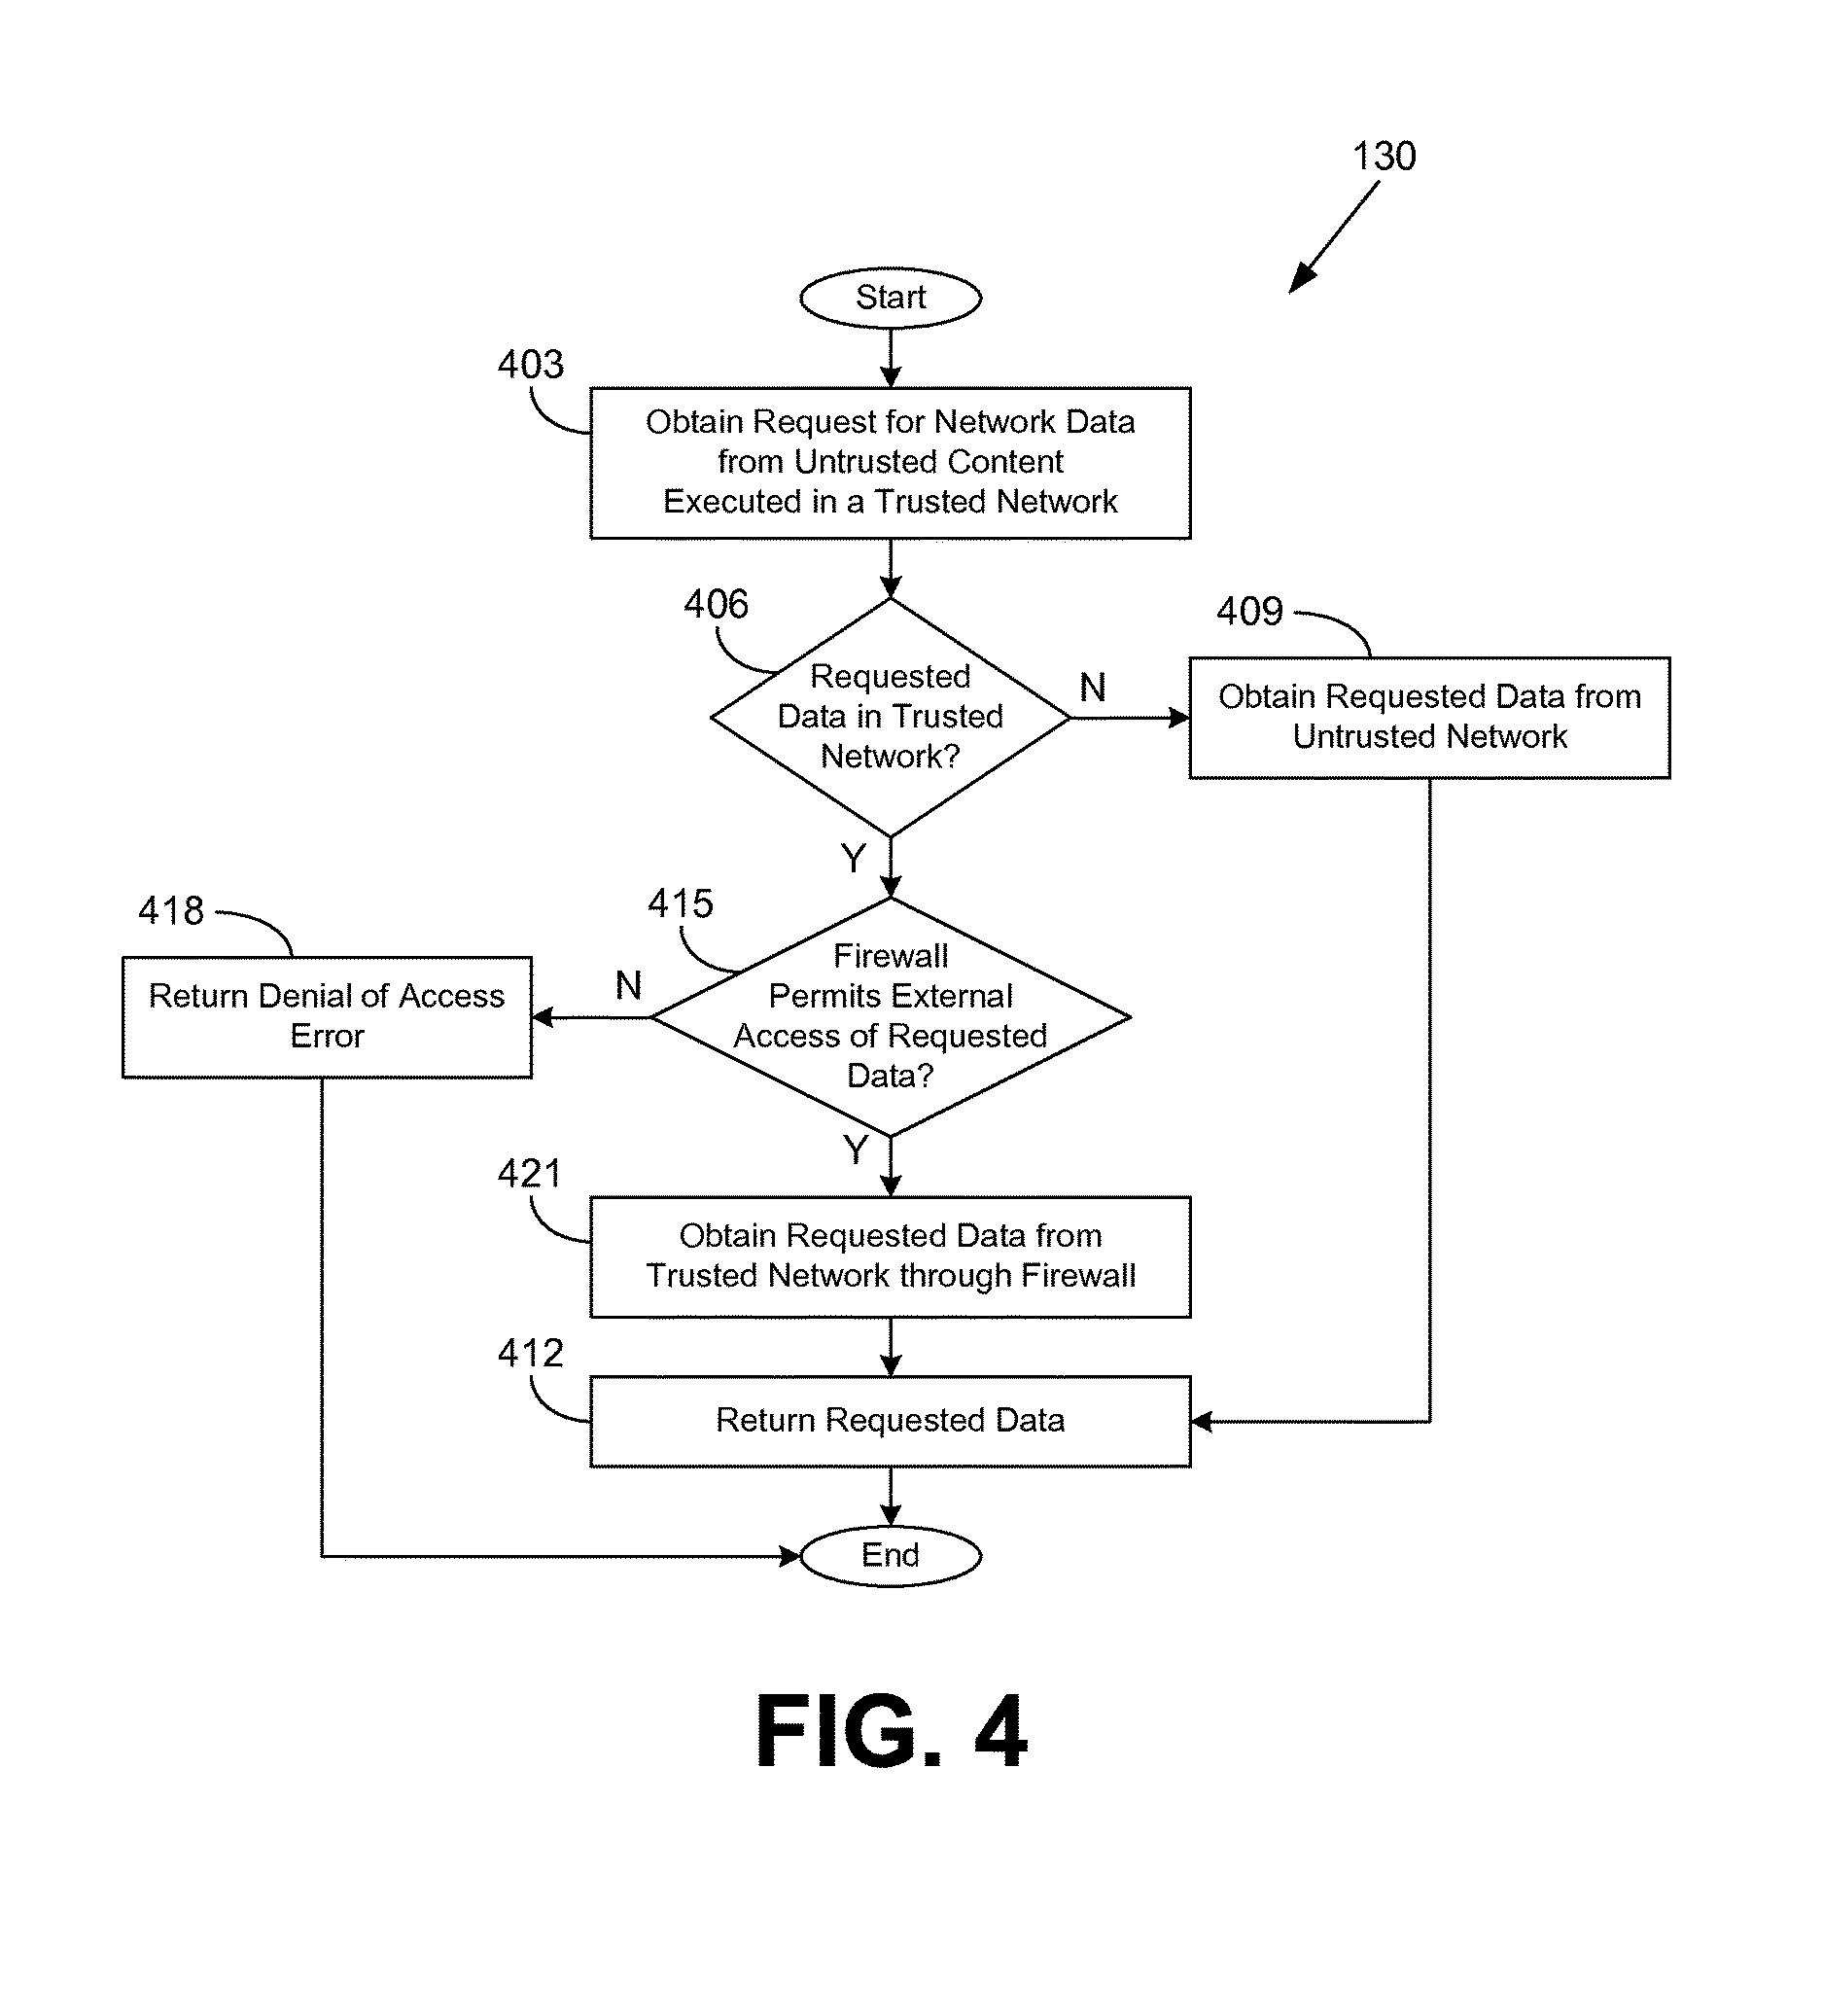 130
Start
403
Obtain Request for Network Data
from Untrusted Content
Executed in a Trusted Network
406
Requested
Data in Trusted
Network?
N
409
Obtain Requested Data from
Untrusted Network
Y
415
Firewall
Permits External
Access of Requested
Data?
N
418
Return Denial of Access
Error
Y
421
Obtain Requested Data from
Trusted Network through Firewall
412
Return Requested Data
End
FIG. 4